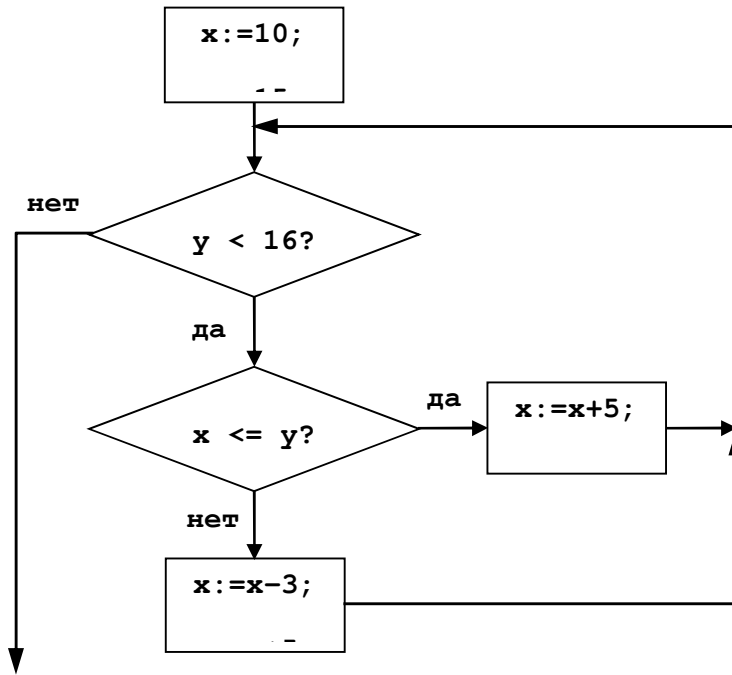 x:=10;
нет
y < 16?
да
x <= y?
да
x:=x+5;
нет
x:=x–3;